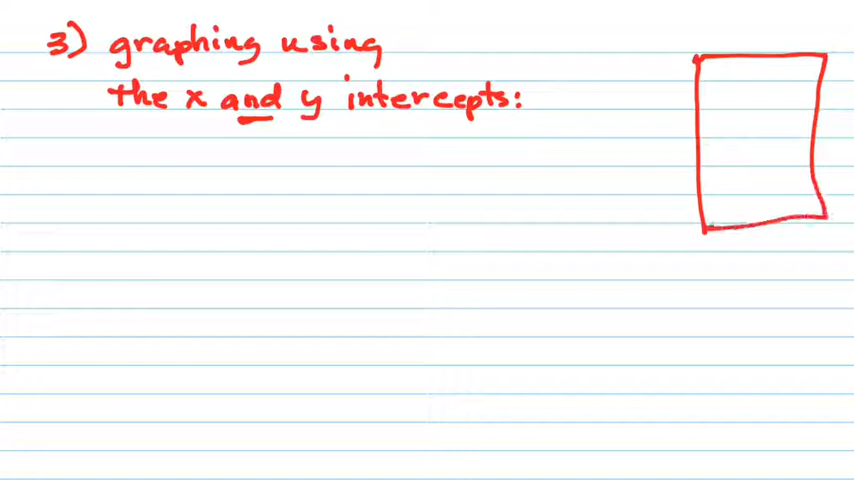 3) graphing using
the x and y intercepts: